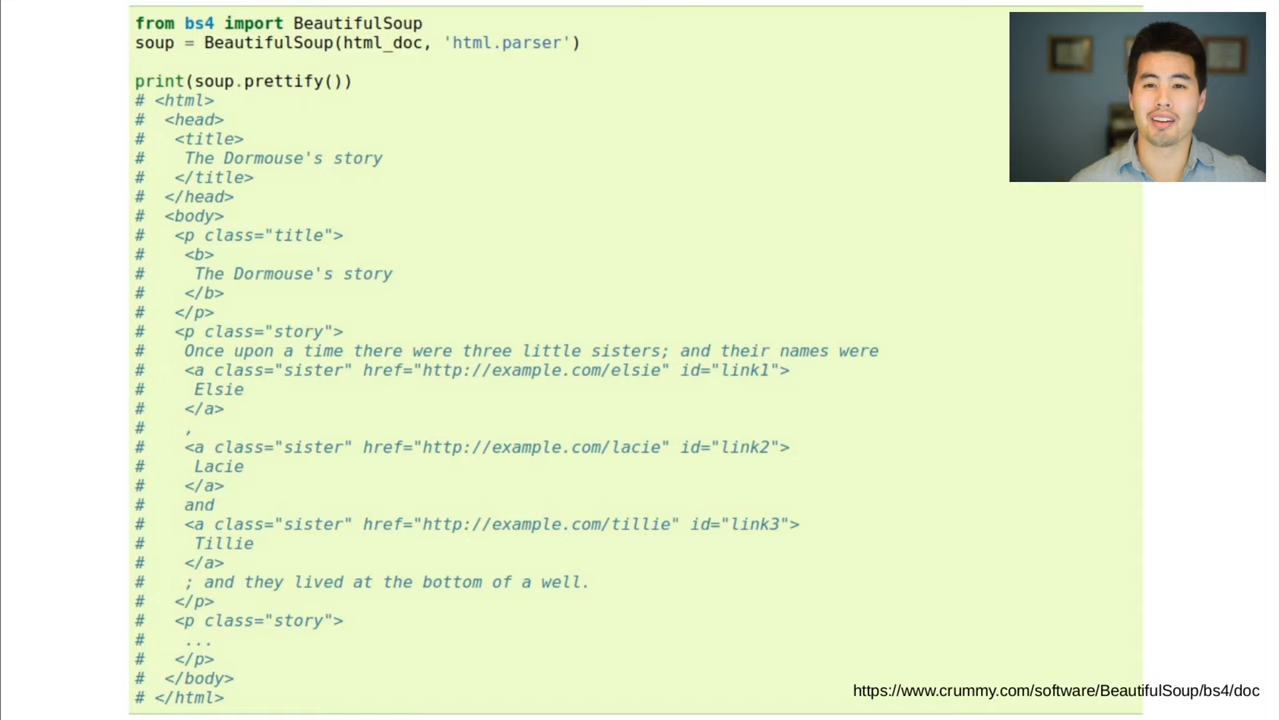 from bs4 import BeautifulSoup
soup = BeautifulSoup(html_doc, 'html.parser')

print(soup.prettify())
# <html>
#  <head>
#   <title>
#    The Dormouse's story
#   </title>
#  </head>
#  <body>
#   <p class="title">
#    <b>
#     The Dormouse's story
#    </b>
#   </p>
#   <p class="story">
#    Once upon a time there were three little sisters; and their names were
#    <a class="sister" href="http://example.com/elsie" id="link1">
#     Elsie
#    </a>
#    ,
#    <a class="sister" href="http://example.com/lacie" id="link2">
#     Lacie
#    </a>
#    and
#    <a class="sister" href="http://example.com/tillie" id="link3">
#     Tillie
#    </a>
#    ; and they lived at the bottom of a well.
#   </p>
#   <p class="story">
#    ...
#   </p>
#  </body>
# </html>
https://www.crummy.com/software/BeautifulSoup/bs4/doc